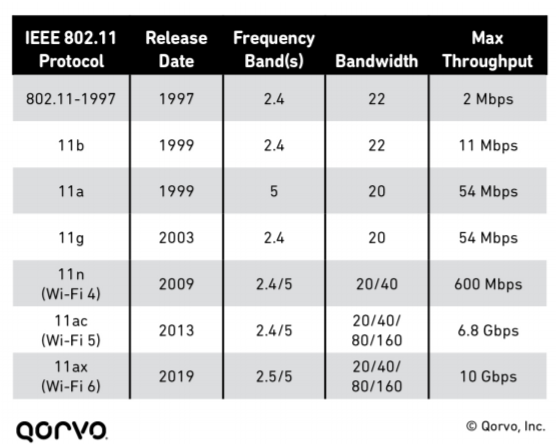 IEEE 802.11 Protocol Release Date Frequency Band(s) Bandwidth Max Throughput
802.11-1997 1997 2.4 22 2 Mbps
11b 1999 2.4 22 11 Mbps
11a 1999 5 20 54 Mbps
11g 2003 2.4 20 54 Mbps
11n (Wi-Fi 4) 2009 2.4/5 20/40 600 Mbps
11ac (Wi-Fi 5) 2013 2.4/5 20/40/80/160 6.8 Gbps
11ax (Wi-Fi 6) 2019 2.5/5 20/40/80/160 10 Gbps
QORVO © Qorvo, Inc.